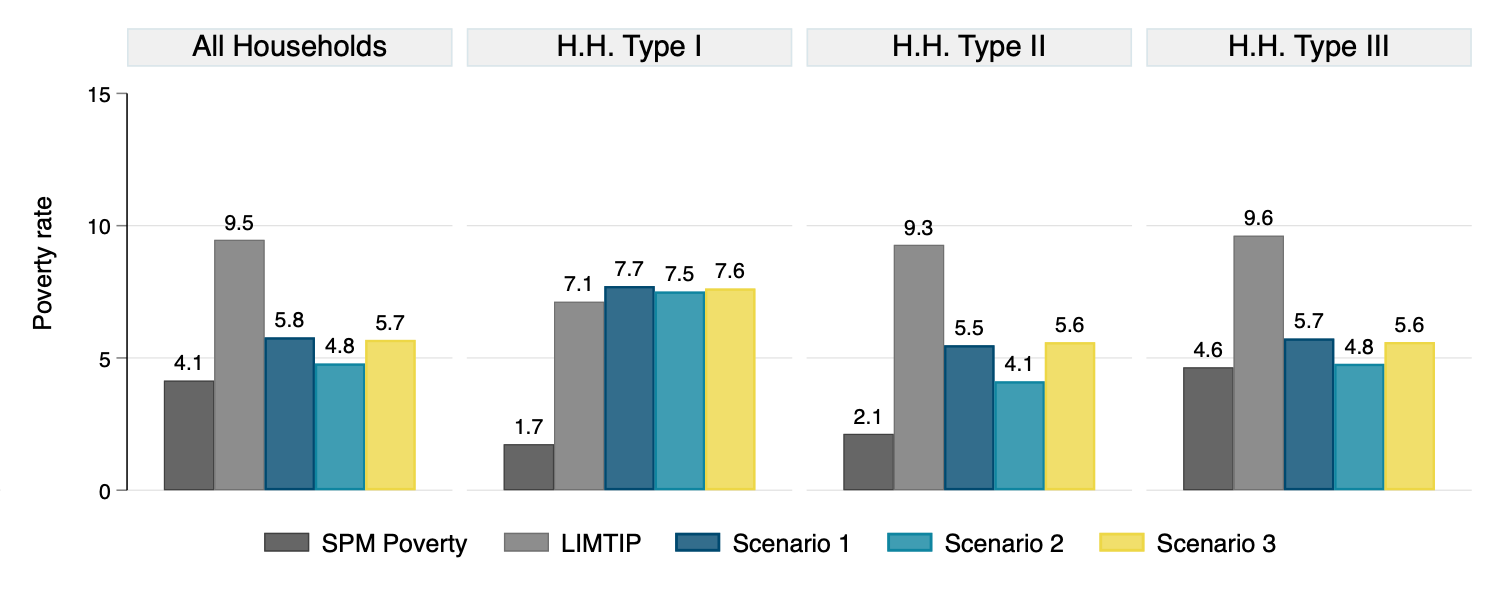 All Households H.H. Type I H.H. Type II H.H. Type III
Poverty rate
15
10
5
0
4.1 9.5 5.8 4.8 5.7
1.7 7.1 7.7 7.5 7.6
2.1 9.3 5.5 4.1 5.6
4.6 9.6 5.7 4.8 5.6
SPM Poverty LIMTIP Scenario 1 Scenario 2 Scenario 3